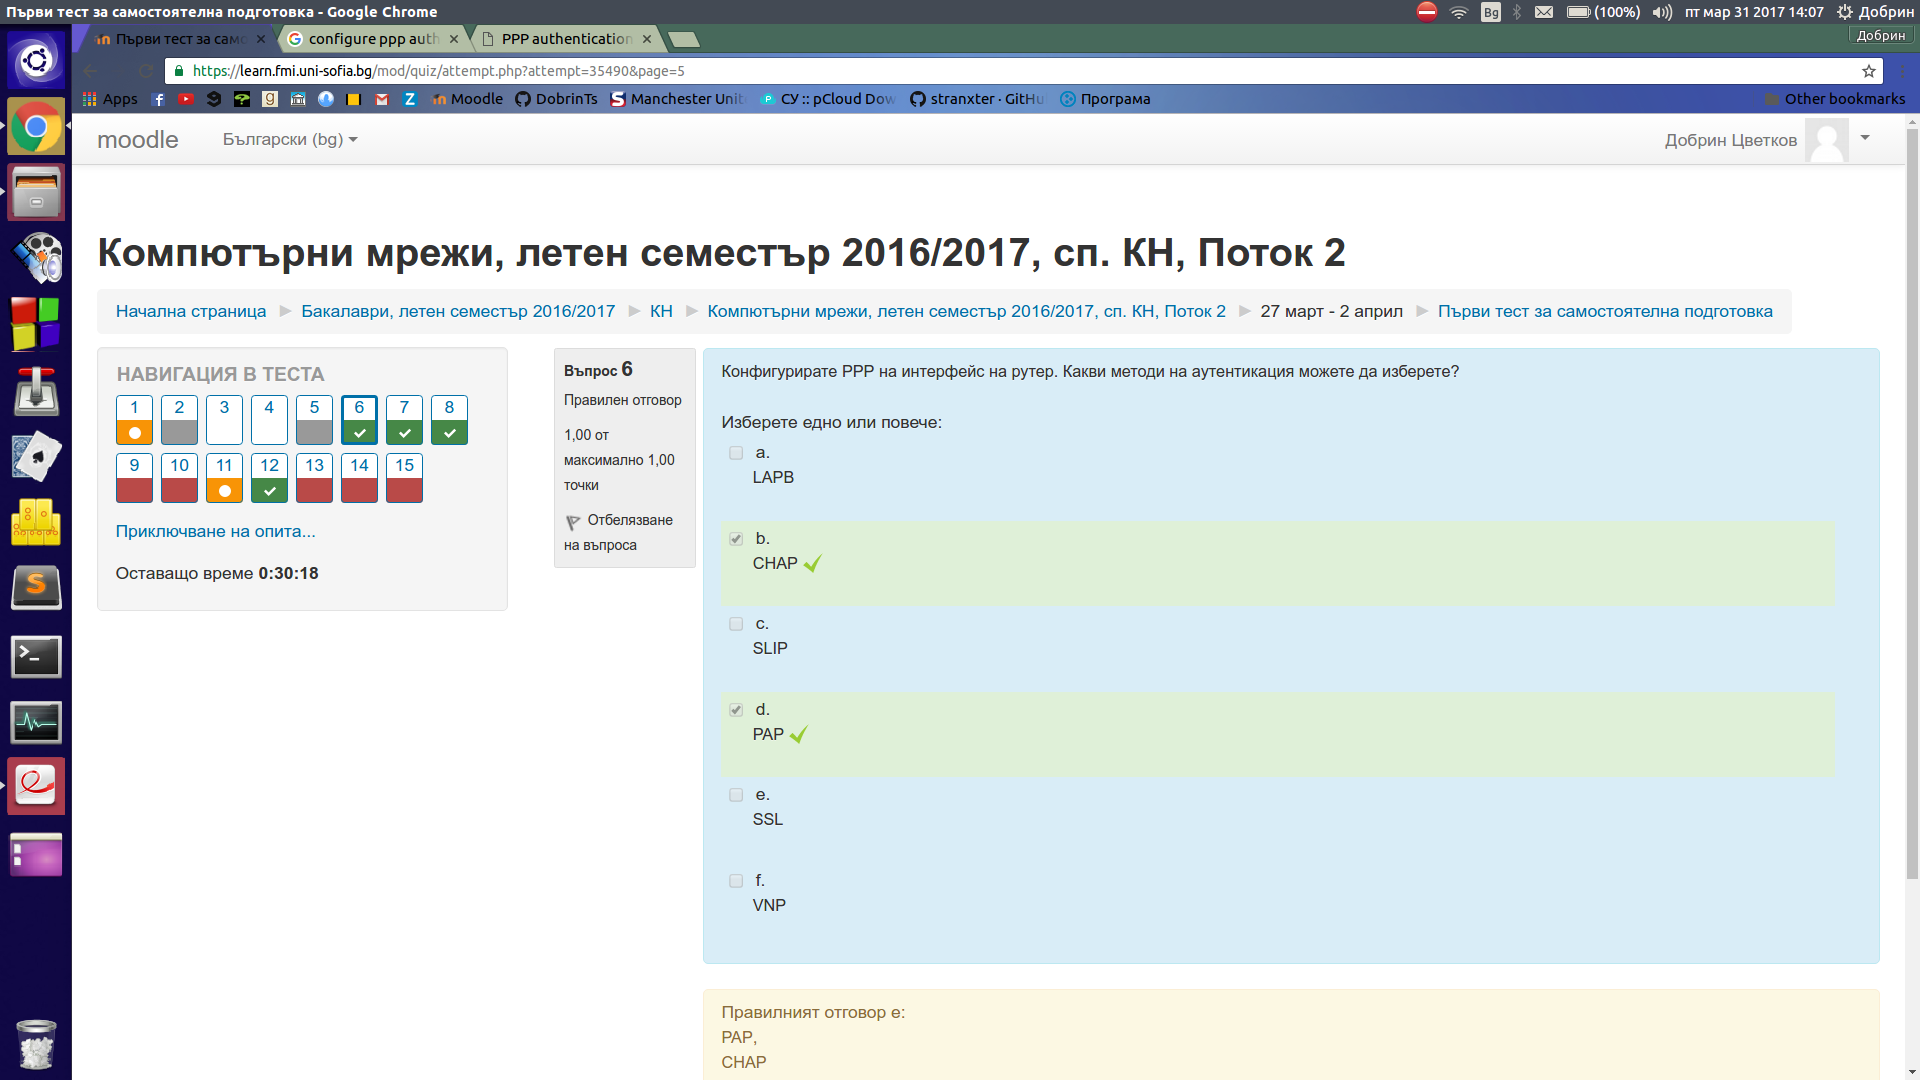 Първи тест за самостоятелна подготовка - Google Chrome
Bg
(100%)
пт мар 31 2017 14:07
Добрин
Първи тест за само
configure ppp auth
PPP authentication
Добрин
https://learn.fmi.uni-sofia.bg/mod/quiz/attempt.php?attempt=35490&page=5
Apps
Moodle
DobrinTs
Manchester Unit
СУ :: pCloud Dow
stranxter · GitHu
Програма
Other bookmarks
moodle
Български (bg)
Добрин Цветков
Компютърни мрежи, летен семестър 2016/2017, сп. КН, Поток 2
Начална страница ► Бакалаври, летен семестър 2016/2017 ► КН ► Компютърни мрежи, летен семестър 2016/2017, сп. КН, Поток 2 ► 27 март - 2 април ► Първи тест за самостоятелна подготовка
НАВИГАЦИЯ В ТЕСТА
1 2 3 4 5 6 7 8
9 10 11 12 13 14 15
Приключване на опита...
Оставащо време 0:30:18
Въпрос 6
Правилен отговор
1,00 от
максимално 1,00
точки
Отбелязване
на въпроса
Конфигурирате PPP на интерфейс на рутер. Какви методи на аутентикация можете да изберете?
Изберете едно или повече:
a.
LAPB
b.
CHAP
c.
SLIP
d.
PAP
e.
SSL
f.
VNP
Правилният отговор е:
PAP,
CHAP